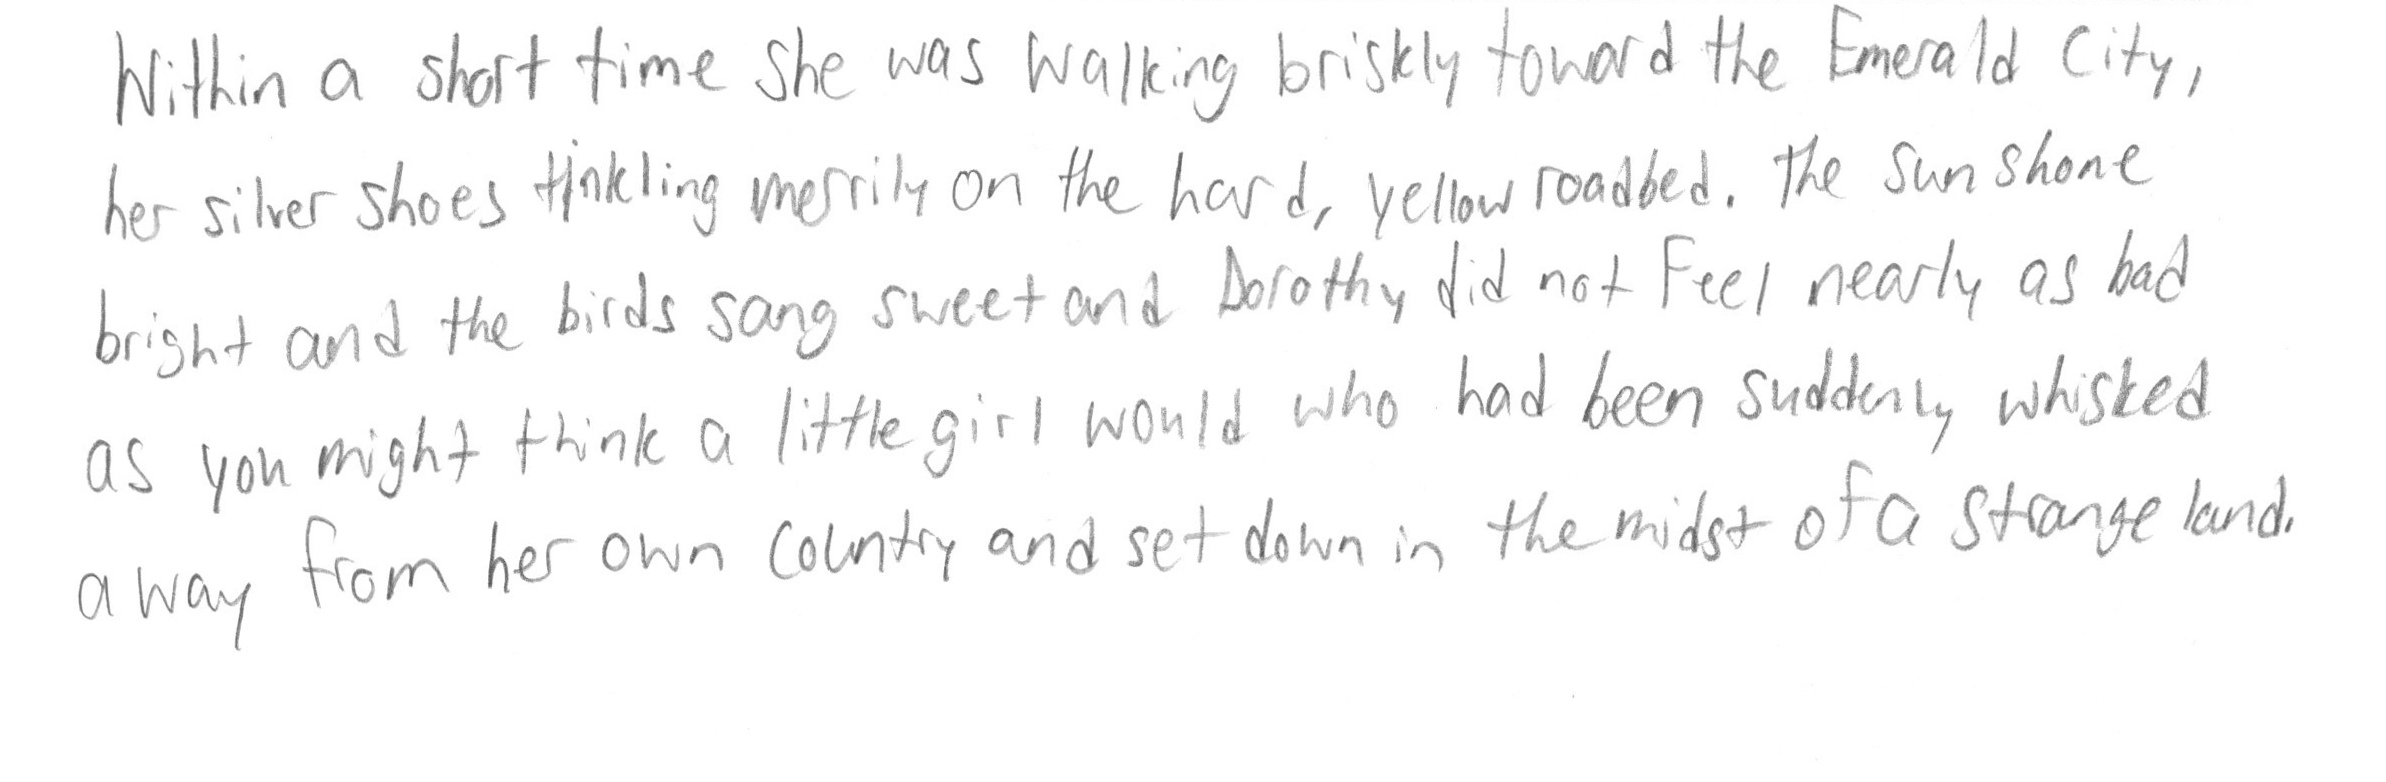 Within a short time she was walking briskly toward the Emerald City,
her silver shoes tinkling merrily on the hard, yellow roadbed. The sun shone
bright and the birds sang sweet and Dorothy did not feel nearly as bad
as you might think a little girl would who had been suddenly whisked
away from her own country and set down in the midst of a strange land.